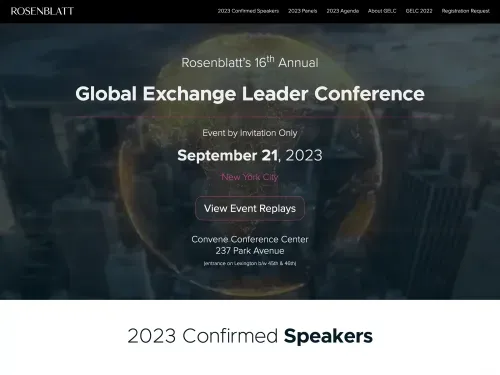 ROSENBLATT
2023 Confirmed Speakers 2023 Panels 2023 Agenda About GELC GELC 2022 Registration Request
Rosenblatt's 16th Annual
Global Exchange Leader Conference
Event by Invitation Only
September 21, 2023
New York City
View Event Replays
Convene Conference Center
237 Park Avenue
(entrance on Lexington b/w 45th & 46th)
2023 Confirmed Speakers